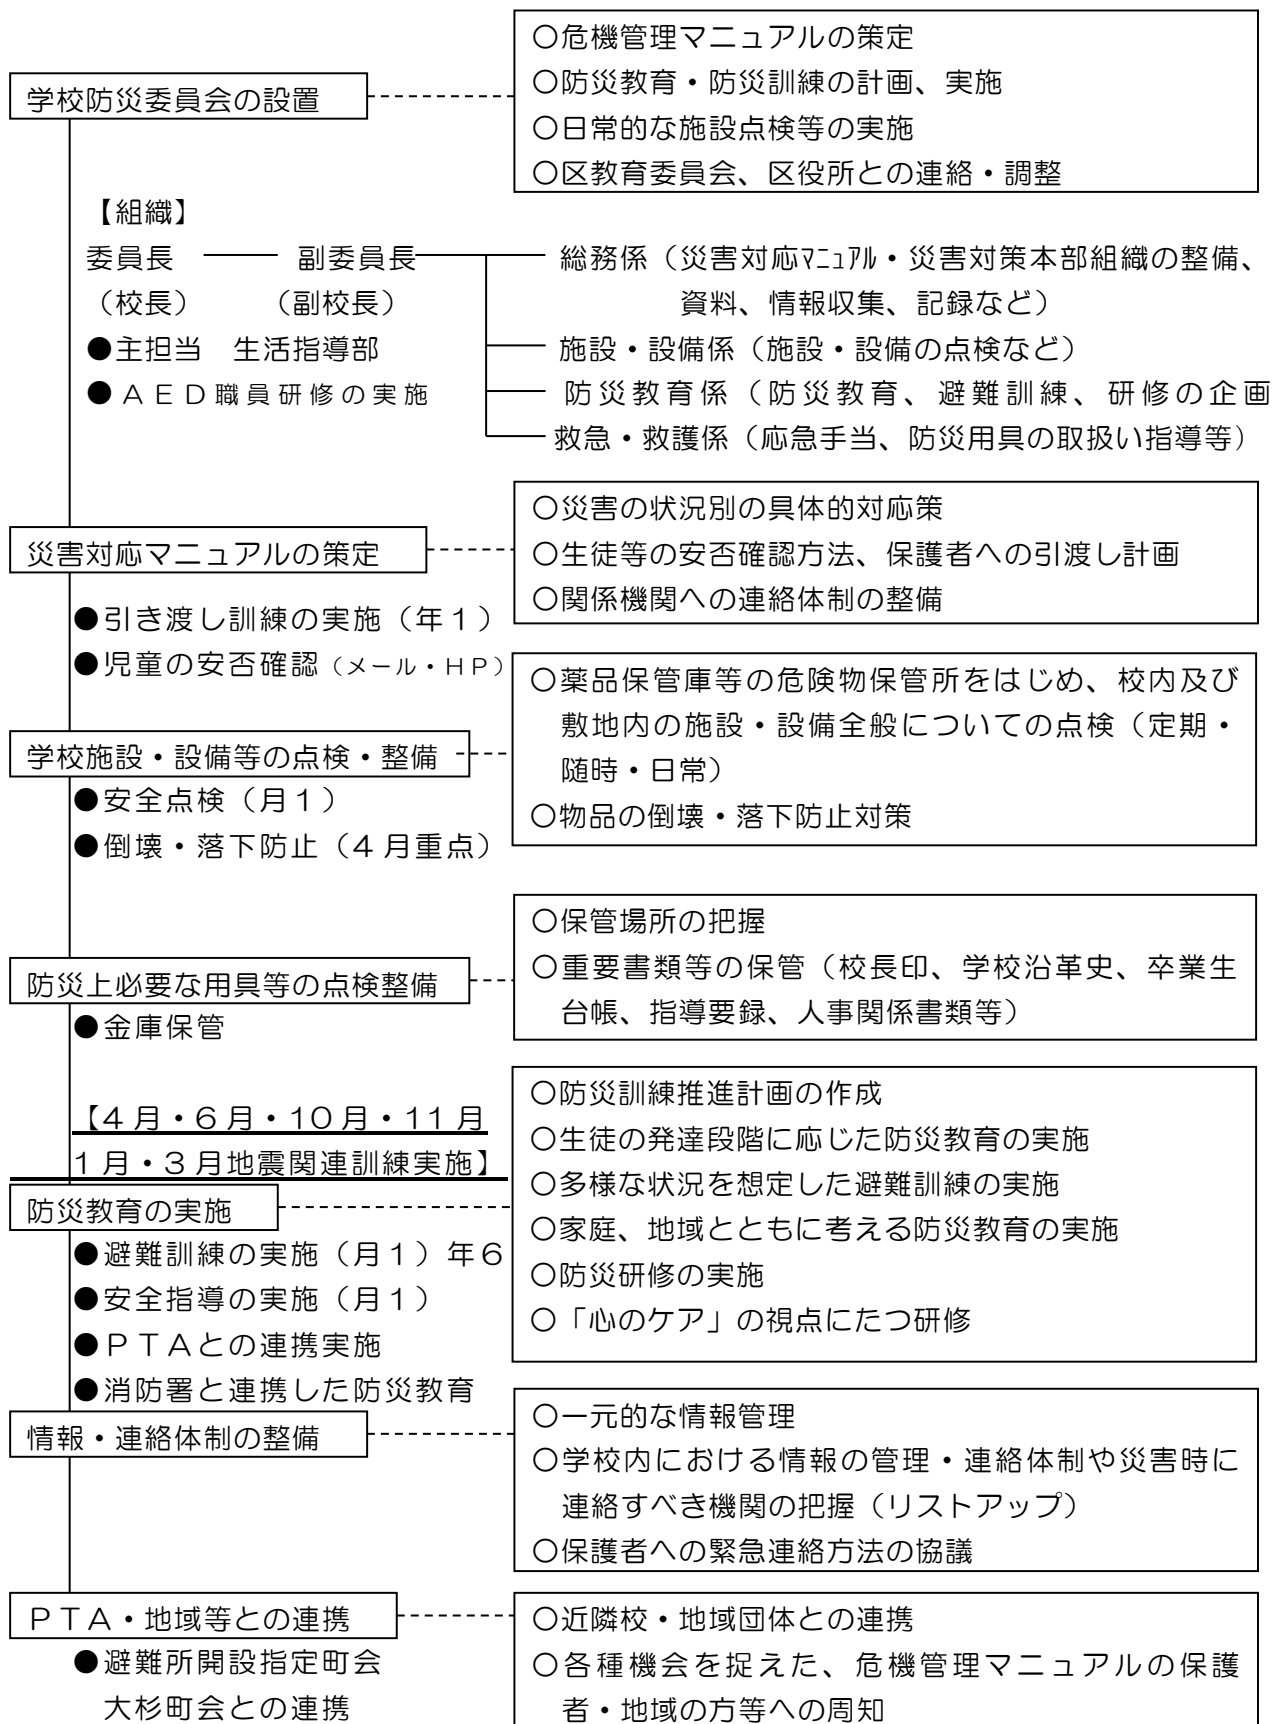 ○危機管理マニュアルの策定
○防災教育・防災訓練の計画、実施
○日常的な施設点検等の実施
○区教育委員会、区役所との連絡・調整
学校防災委員会の設置
【組織】
委員長 副委員長 総務係（災害対応ﾏﾆｭｱﾙ・災害対策本部組織の整備、
（校長） （副校長） 資料、情報収集、記録など）
●主担当 生活指導部 施設・設備係（施設・設備の点検など）
●ＡＥＤ職員研修の実施 防災教育係（防災教育、避難訓練、研修の企画
救急・救護係（応急手当、防災用具の取扱い指導等）
災害対応マニュアルの策定
○災害の状況別の具体的対応策
○生徒等の安否確認方法、保護者への引渡し計画
○関係機関への連絡体制の整備
●引き渡し訓練の実施（年１）
●児童の安否確認（メール・ＨＰ）
学校施設・設備等の点検・整備
○薬品保管庫等の危険物保管所をはじめ、校内及び
敷地内の施設・設備全般についての点検（定期・
随時・日常）
○物品の倒壊・落下防止対策
●安全点検（月１）
●倒壊・落下防止（４月重点）
防災上必要な用具等の点検整備
○保管場所の把握
○重要書類等の保管（校長印、学校沿革史、卒業生
台帳、指導要録、人事関係書類等）
●金庫保管
【４月・６月・10月・11月
１月・３月地震関連訓練実施】
防災教育の実施
○防災訓練推進計画の作成
○生徒の発達段階に応じた防災教育の実施
○多様な状況を想定した避難訓練の実施
○家庭、地域とともに考える防災教育の実施
○防災研修の実施
○「心のケア」の視点にたつ研修
●避難訓練の実施（月１）年６
●安全指導の実施（月１）
●ＰＴＡとの連携実施
●消防署と連携した防災教育
情報・連絡体制の整備
○一元的な情報管理
○学校内における情報の管理・連絡体制や災害時に
連絡すべき機関の把握（リストアップ）
○保護者への緊急連絡方法の協議
ＰＴＡ・地域等との連携
○近隣校・地域団体との連携
○各種機会を捉えた、危機管理マニュアルの保護
者・地域の方等への周知
●避難所開設指定町会
大杉町会との連携